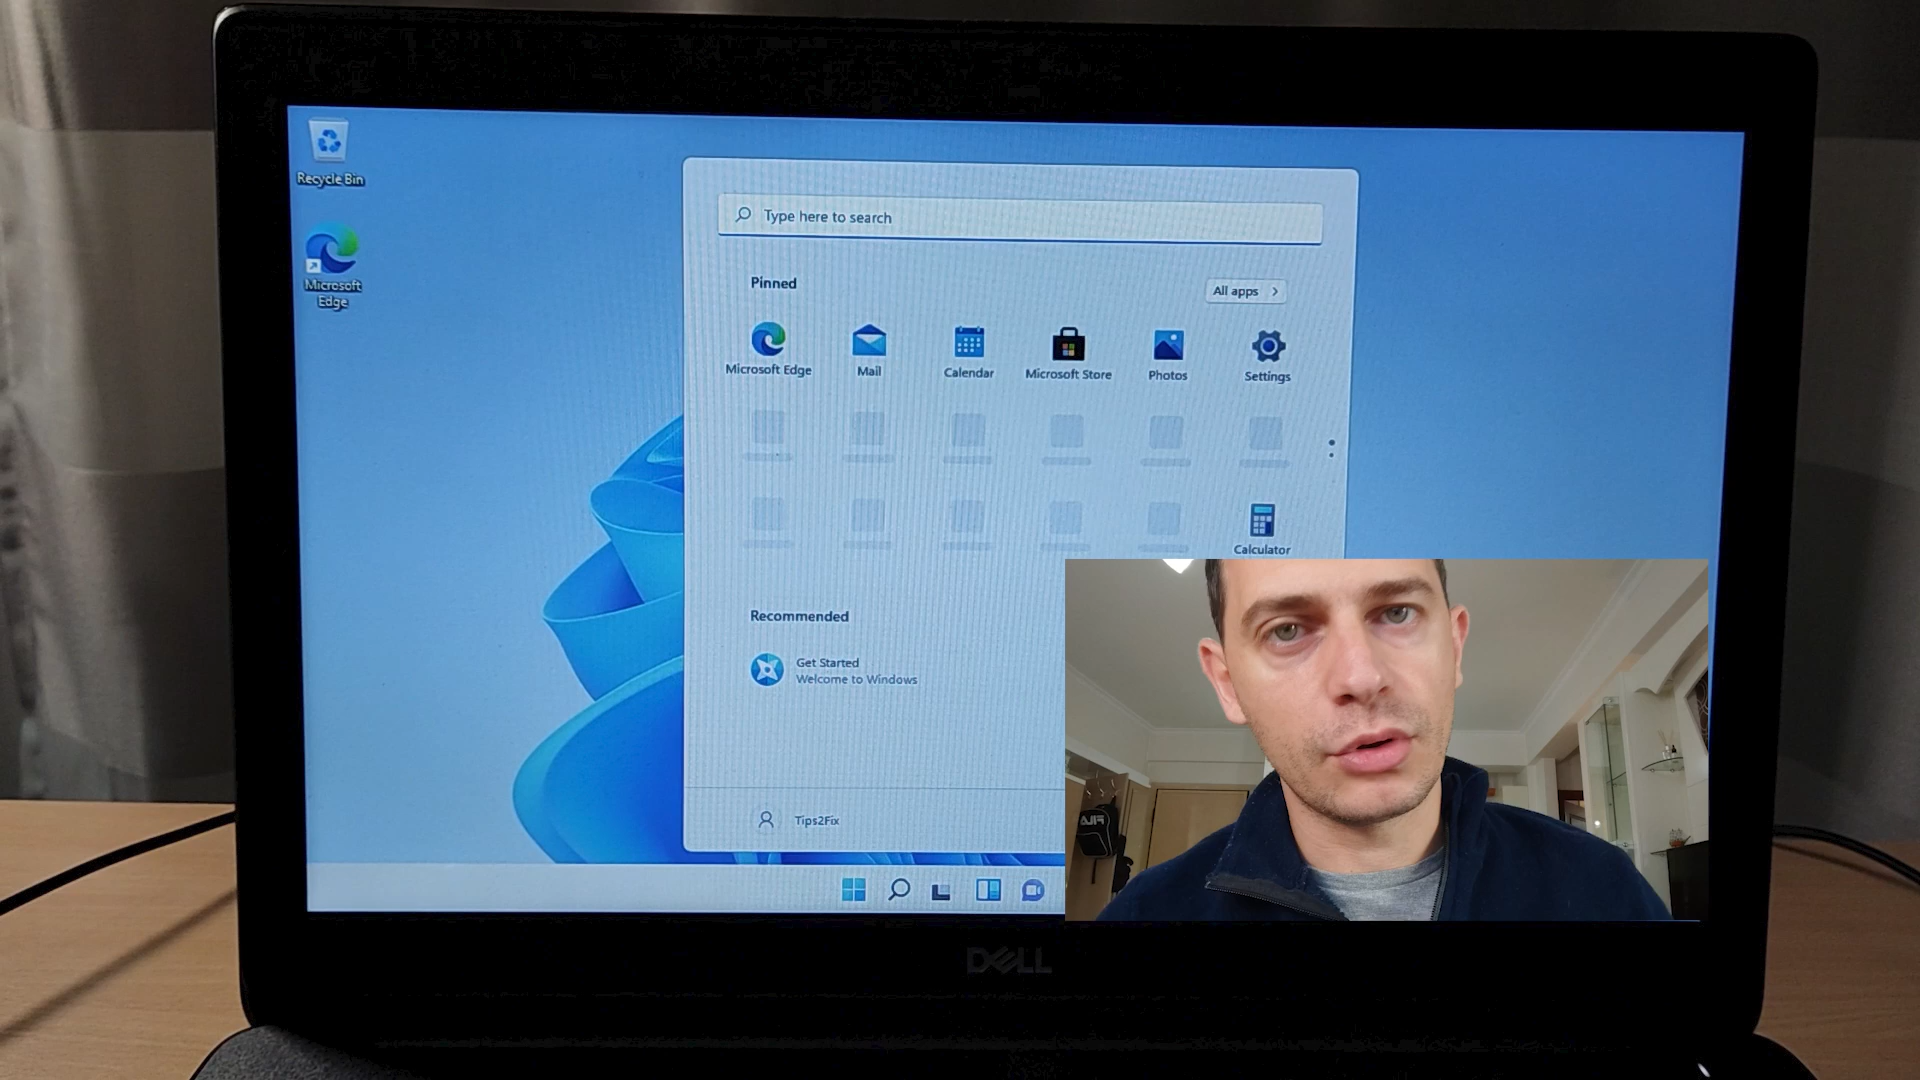 Recycle Bin
Microsoft
Edge
Type here to search
Pinned
All apps
Microsoft Edge
Mail
Calendar
Microsoft Store
Photos
Settings
Calculator
Recommended
Get Started
Welcome to Windows
Tips2Fix
DELL
FILA